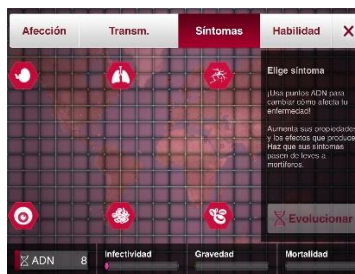 Afección Transm. Síntomas Habilidad X
Elige síntoma
¡Usa puntos ADN para
cambiar cómo afecta tu
enfermedad!
Aumenta sus propiedades
y los efectos que produce.
Haz que sus síntomas
pasen de leves a
mortíferos.
Evolucionar
ADN 8 Infectividad Gravedad Mortalidad